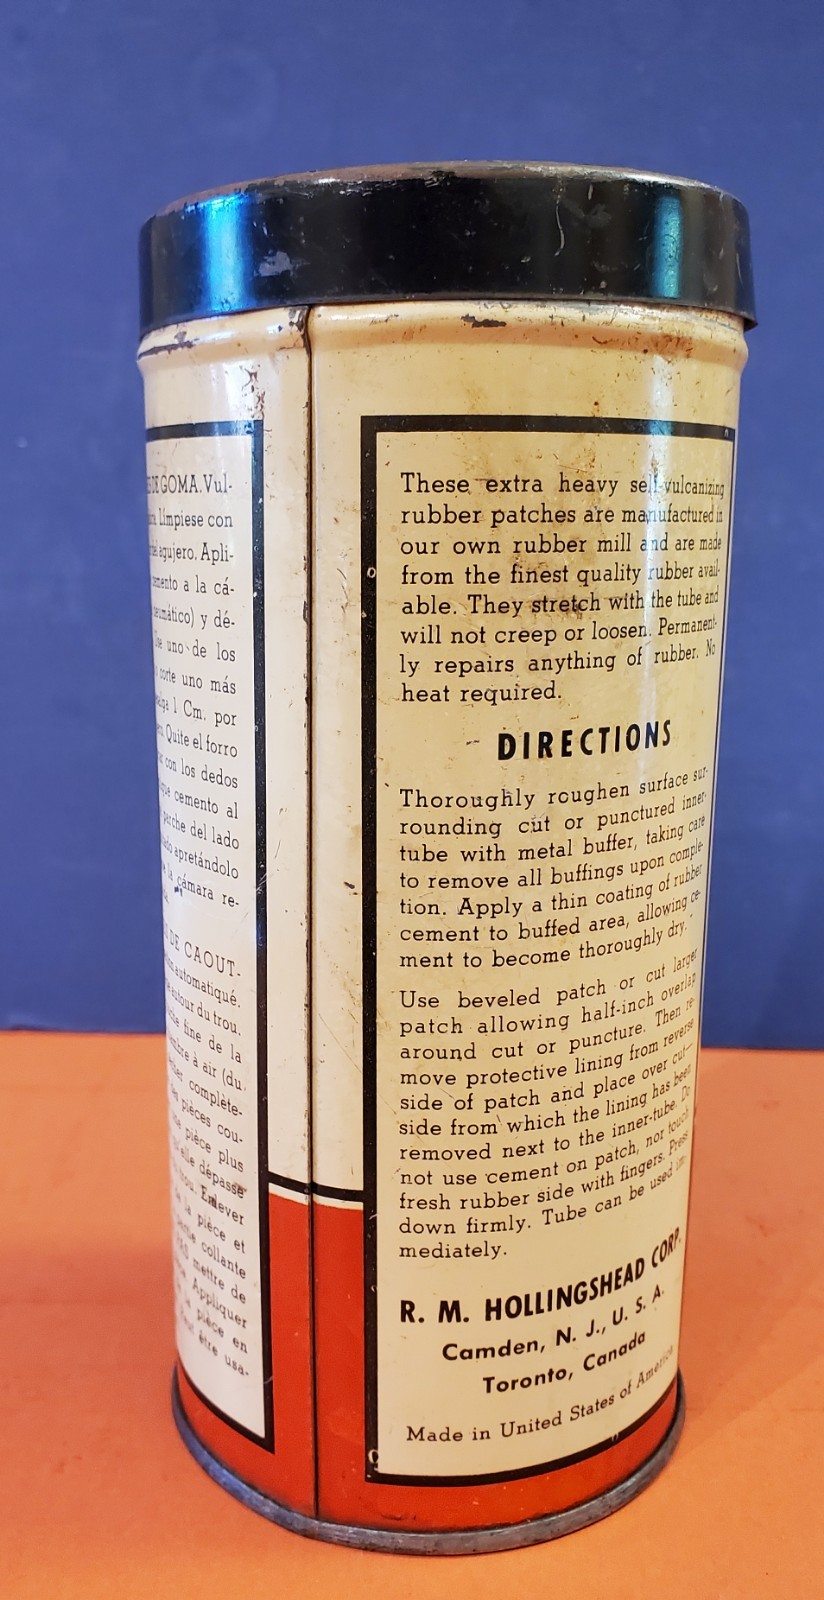 DE GOMA. Vul-
Límpiese con
agujero. Apli-
cemento a la cá-
y dé-
uno de los
corte uno más
1 Cm. por
Quite el forro
con los dedos
cemento al
parche del lado
apretándolo
la cámara re-
DE CAOUT-
automatique.
autour du trou.
fine de la
à air (du
complète-
pièces cou-
pièce plus
elle dépasse
trou. Enlever
la pièce et
collante
mettre de
Appliquer
la pièce en
être usa-
These extra heavy self-vulcanizing
rubber patches are manufactured in
our own rubber mill and are made
from the finest quality rubber avail-
able. They stretch with the tube and
will not creep or loosen. Permanent-
ly repairs anything of rubber. No
heat required.
DIRECTIONS
Thoroughly roughen surface sur-
rounding cut or punctured inner-
tube with metal buffer, taking care
to remove all buffings upon comple-
tion. Apply a thin coating of rubber
cement to buffed area, allowing ce-
ment to become thoroughly dry.
Use beveled patch or cut larger
patch allowing half-inch overlap
around cut or puncture. Then re-
move protective lining from reverse
side of patch and place over cut—
side from which the lining has been
removed next to the inner-tube. Do
not use cement on patch, nor touch
fresh rubber side with fingers. Press
down firmly. Tube can be used im-
mediately.
R. M. HOLLINGSHEAD CORP.
Camden, N. J., U. S. A.
Toronto, Canada
Made in United States of America